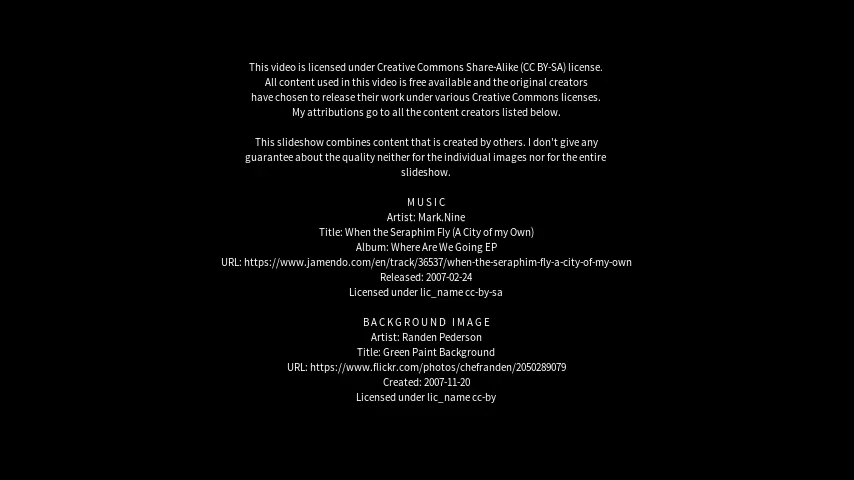 This video is licensed under Creative Commons Share-Alike (CC BY-SA) license.
All content used in this video is free available and the original creators
have chosen to release their work under various Creative Commons licenses.
My attributions go to all the content creators listed below.
This slideshow combines content that is created by others. I don't give any
guarantee about the quality neither for the individual images nor for the entire
slideshow.
M U S I C
Artist: Mark.Nine
Title: When the Seraphim Fly (A City of my Own)
Album: Where Are We Going EP
URL: https://www.jamendo.com/en/track/36537/when-the-seraphim-fly-a-city-of-my-own
Released: 2007-02-24
Licensed under lic_name cc-by-sa
B A C K G R O U N D   I M A G E
Artist: Randen Pederson
Title: Green Paint Background
URL: https://www.flickr.com/photos/chefranden/2050289079
Created: 2007-11-20
Licensed under lic_name cc-by